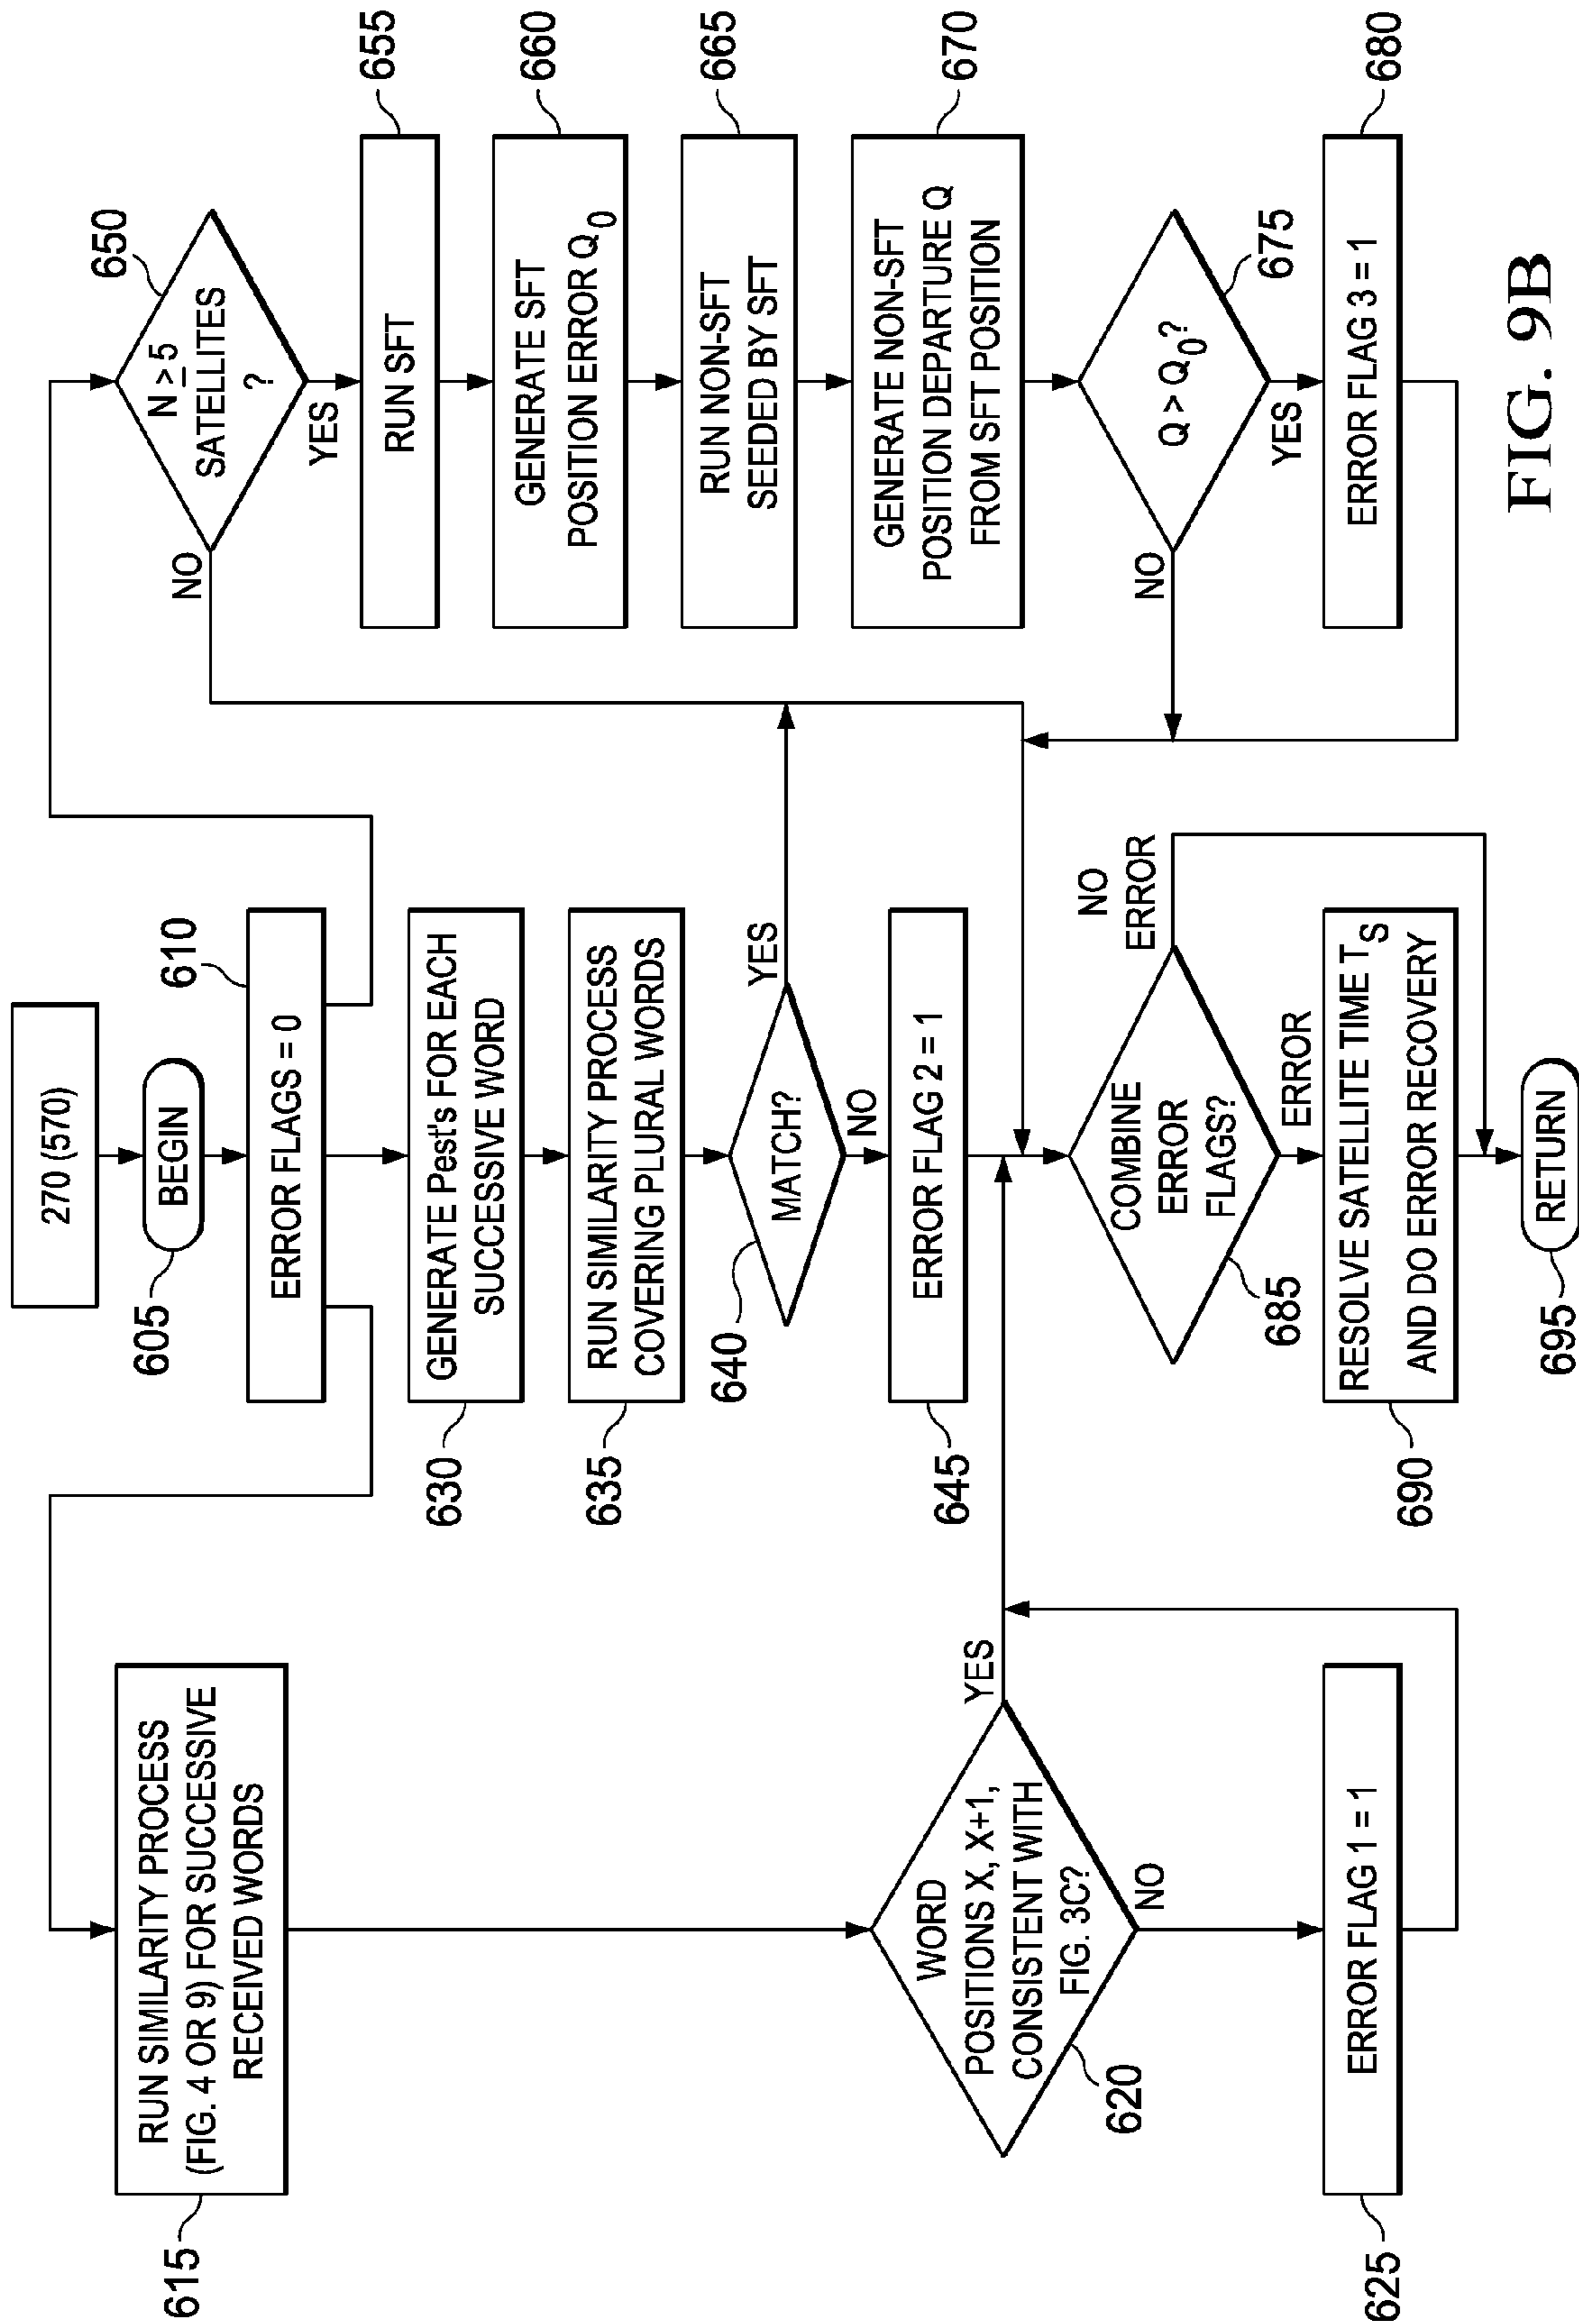 270 (570)
605
BEGIN
610
ERROR FLAGS = 0
615
RUN SIMILARITY PROCESS
(FIG. 4 OR 9) FOR SUCCESSIVE
RECEIVED WORDS
WORD
POSITIONS X, X+1,
CONSISTENT WITH
FIG. 3C?
620
YES
NO
625
ERROR FLAG 1 = 1
630
GENERATE Pest's FOR EACH
SUCCESSIVE WORD
635
RUN SIMILARITY PROCESS
COVERING PLURAL WORDS
640
MATCH?
YES
NO
645
ERROR FLAG 2 = 1
650
N ≥ 5
SATELLITES
?
NO
YES
RUN SFT
655
GENERATE SFT
POSITION ERROR Q0
660
RUN NON-SFT
SEEDED BY SFT
665
GENERATE NON-SFT
POSITION DEPARTURE Q
FROM SFT POSITION
670
Q > Q0?
675
NO
YES
ERROR FLAG 3 = 1
680
COMBINE
ERROR
FLAGS?
685
NO
ERROR
ERROR
690
RESOLVE SATELLITE TIME TS
AND DO ERROR RECOVERY
695
RETURN
FIG. 9B